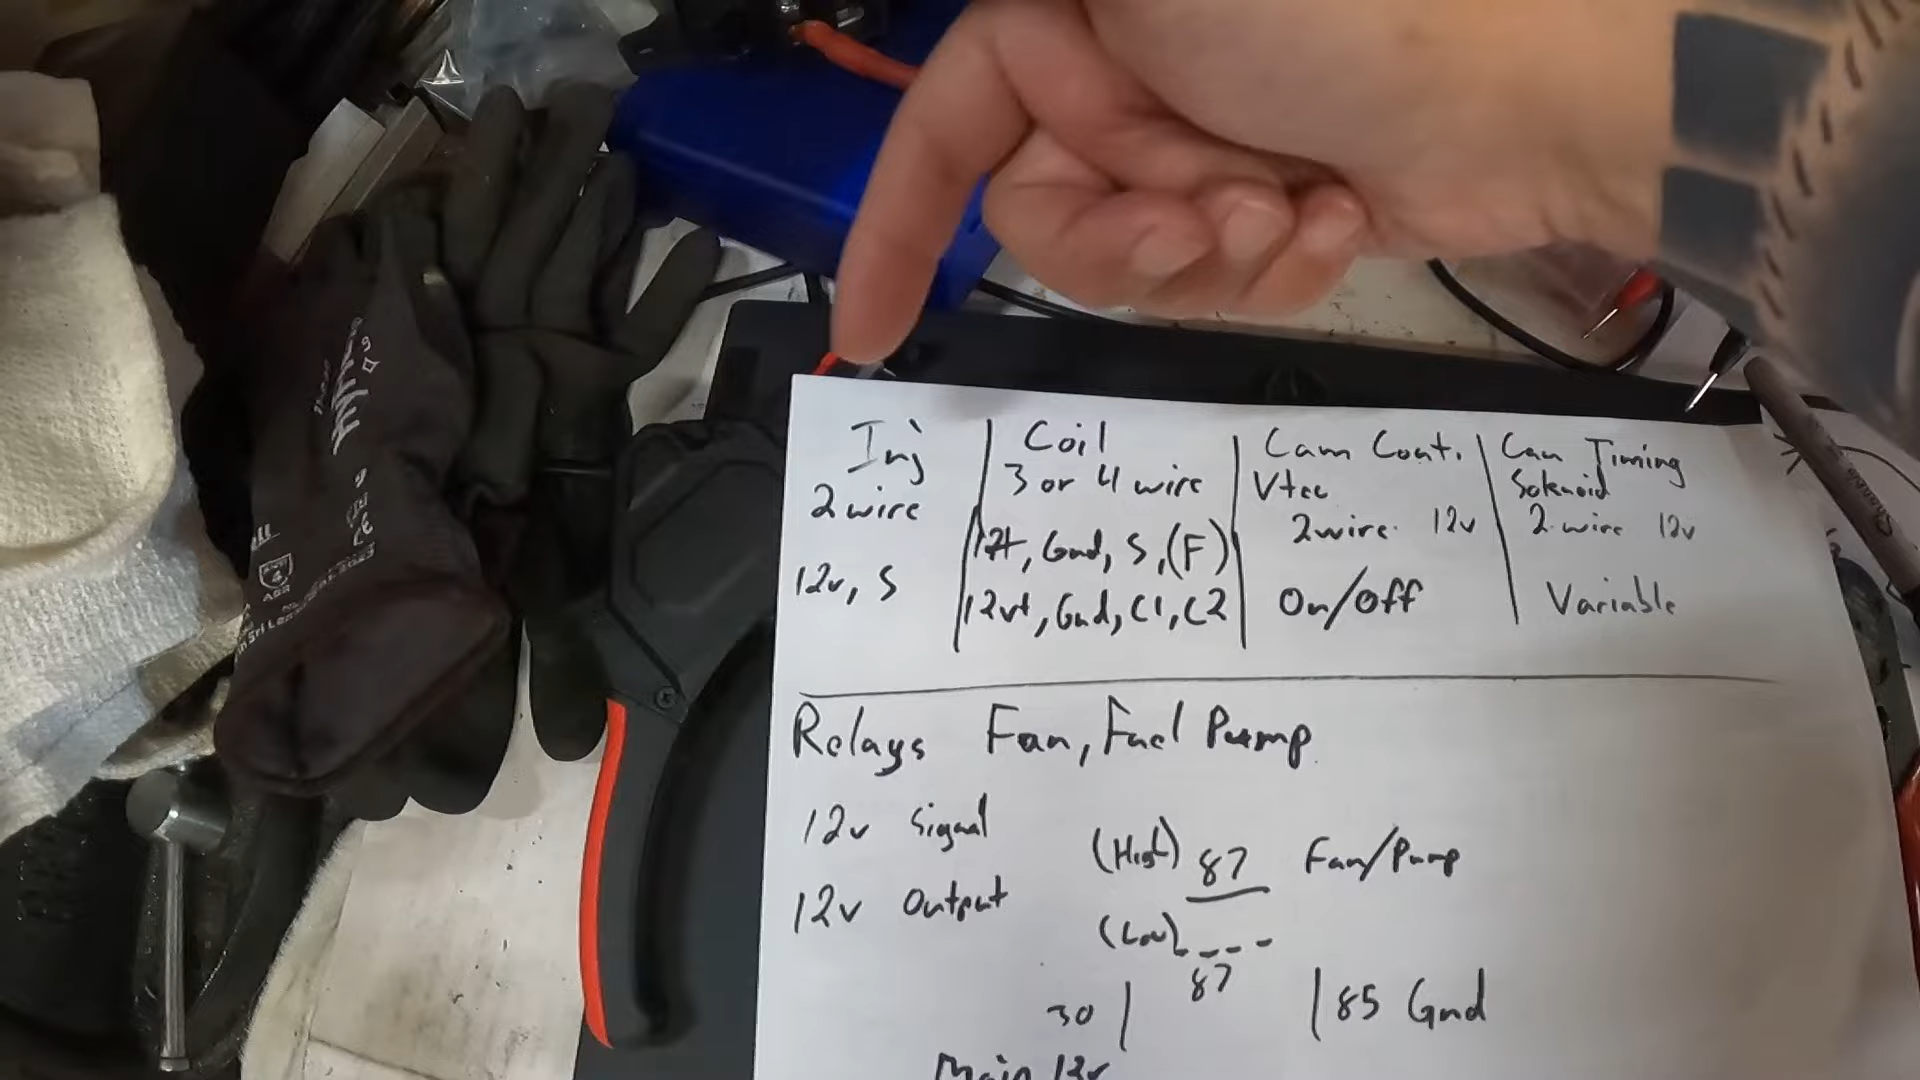 Inj
2 wire
12v, S
Coil
3 or 4 wire
12+, Gnd, S, (F)
12v+, Gnd, C1, C2
Cam Cont.
Vtec
2 wire 12v
On/Off
Cam Timing
Solenoid
2 wire 12v
Variable
Relays Fan, Fuel Pump
12v Signal
12v Output
(High) 87 Fan/Pump
(Low)
87
30 85 Gnd
Main 12v